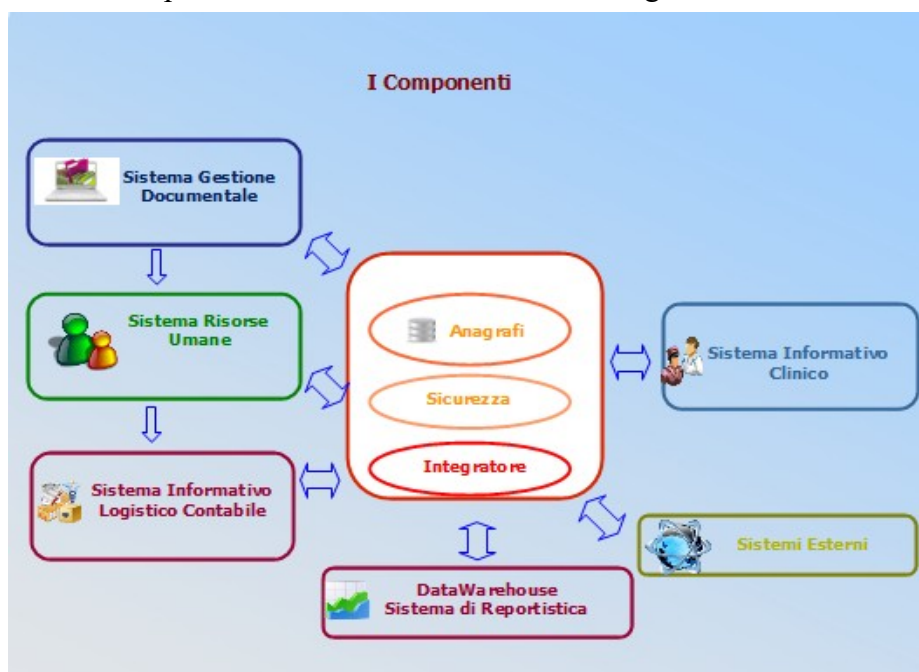 I Componenti
Sistema Gestione
Documentale
Sistema Risorse
Umane
Anagrafi
Sicurezza
Integratore
Sistema Informativo
Clinico
Sistema Informativo
Logistico Contabile
Sistemi Esterni
DataWarehouse
Sistema di Reportistica